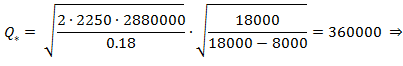 Q* = √(2·2250·2880000 / 0.18) · √(18000 / (18000−8000)) = 360000 ⇒